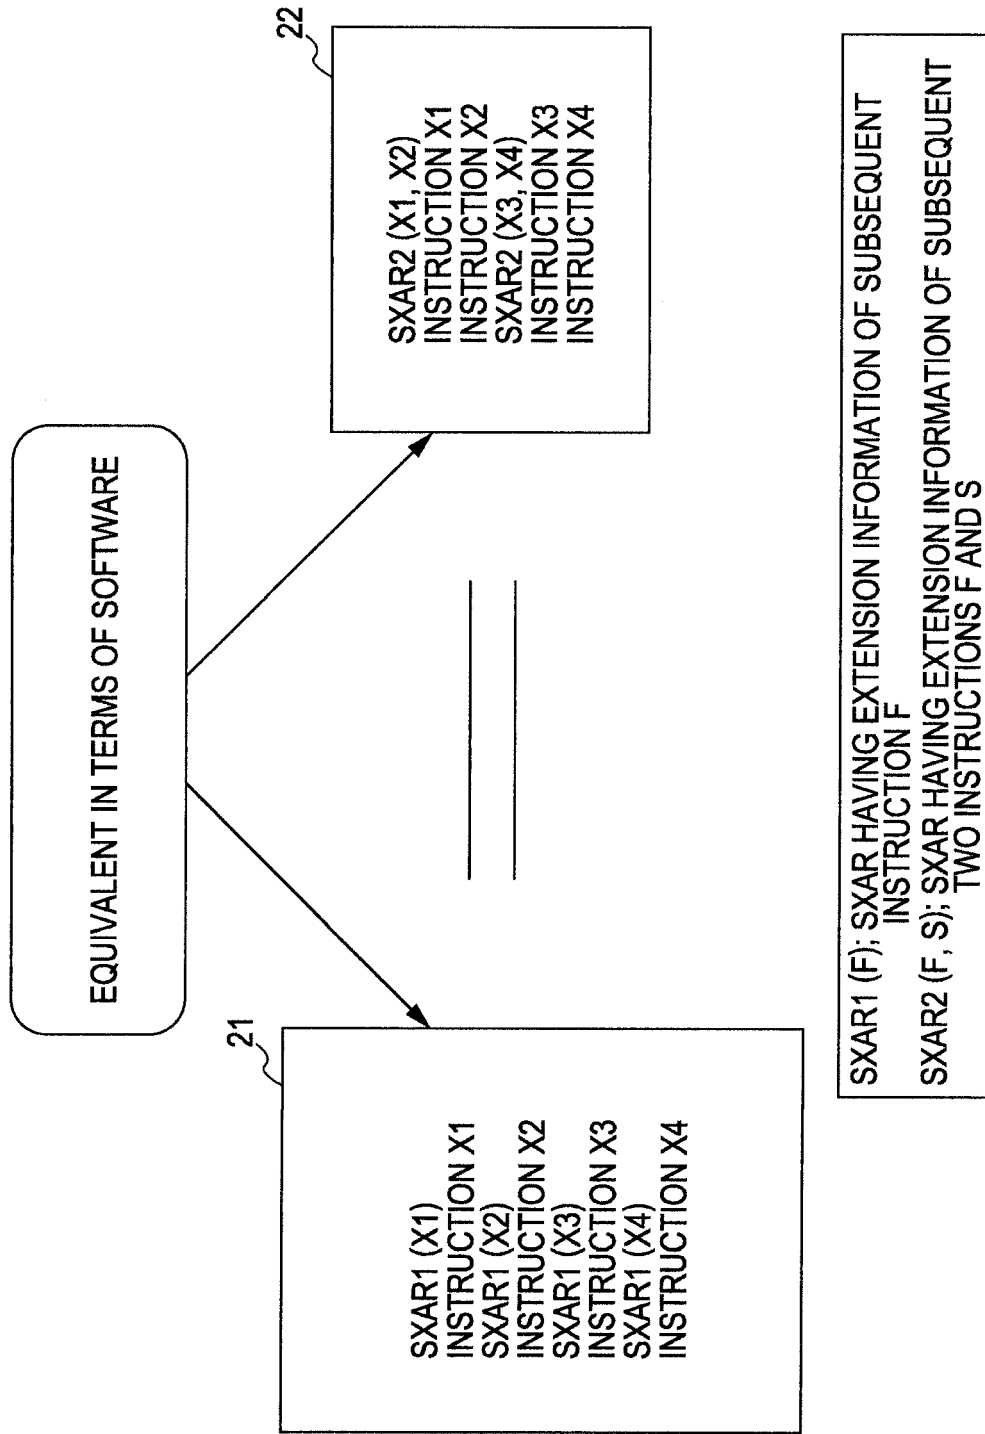 EQUIVALENT IN TERMS OF SOFTWARE
21
SXAR1 (X1)
INSTRUCTION X1
SXAR1 (X2)
INSTRUCTION X2
SXAR1 (X3)
INSTRUCTION X3
SXAR1 (X4)
INSTRUCTION X4
22
SXAR2 (X1, X2)
INSTRUCTION X1
INSTRUCTION X2
SXAR2 (X3, X4)
INSTRUCTION X3
INSTRUCTION X4
SXAR1 (F); SXAR HAVING EXTENSION INFORMATION OF SUBSEQUENT
INSTRUCTION F
SXAR2 (F, S); SXAR HAVING EXTENSION INFORMATION OF SUBSEQUENT
TWO INSTRUCTIONS F AND S